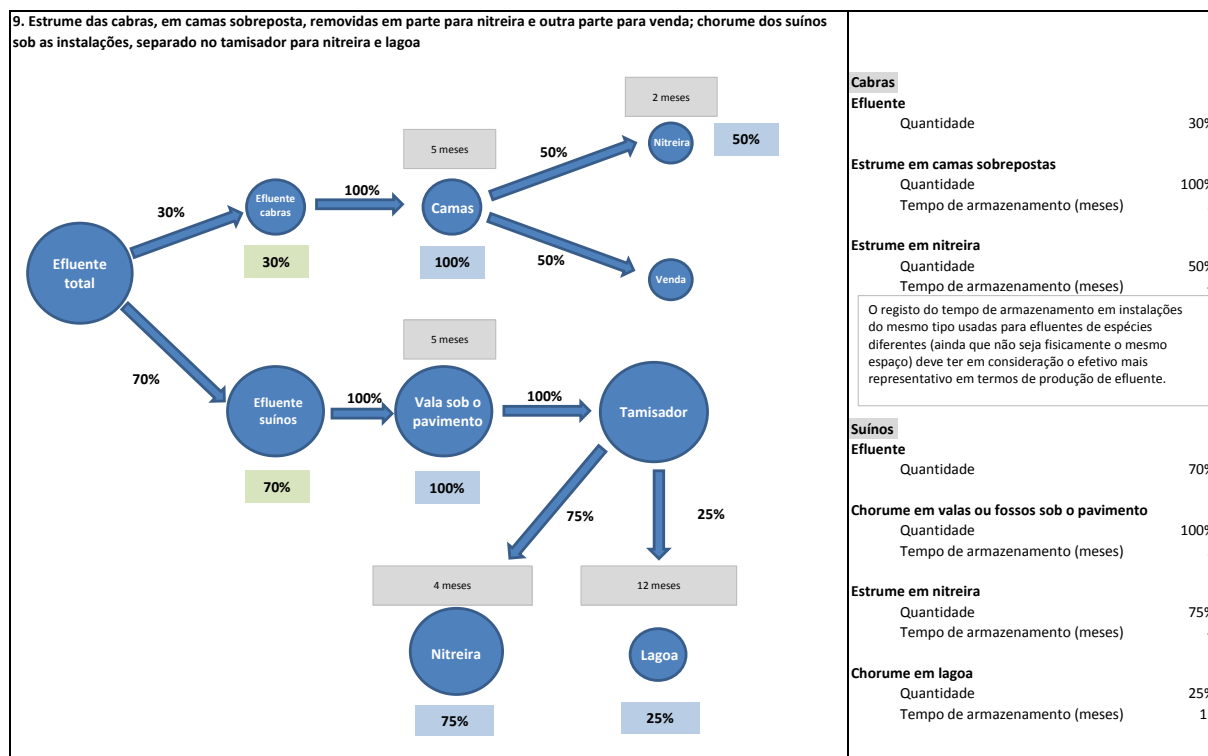 9. Estrume das cabras, em camas sobreposta, removidas em parte para nitreira e outra parte para venda; chorume dos suínos
sob as instalações, separado no tamisador para nitreira e lagoa
2 meses
Nitreira
50%
5 meses
50%
100%
Efluente
cabras
Camas
30%
30%
100%
50%
Venda
Efluente
total
5 meses
70%
Efluente
suínos
100%
Vala sob o
pavimento
100%
Tamisador
70%
100%
75%
25%
4 meses
12 meses
Nitreira
Lagoa
75%
25%
Cabras
Efluente
Quantidade 30%
Estrume em camas sobrepostas
Quantidade 100%
Tempo de armazenamento (meses)
Estrume em nitreira
Quantidade 50%
Tempo de armazenamento (meses)
O registo do tempo de armazenamento em instalações
do mesmo tipo usadas para efluentes de espécies
diferentes (ainda que não seja fisicamente o mesmo
espaço) deve ter em consideração o efetivo mais
representativo em termos de produção de efluente.
Suínos
Efluente
Quantidade 70%
Chorume em valas ou fossos sob o pavimento
Quantidade 100%
Tempo de armazenamento (meses)
Estrume em nitreira
Quantidade 75%
Tempo de armazenamento (meses)
Chorume em lagoa
Quantidade 25%
Tempo de armazenamento (meses) 1